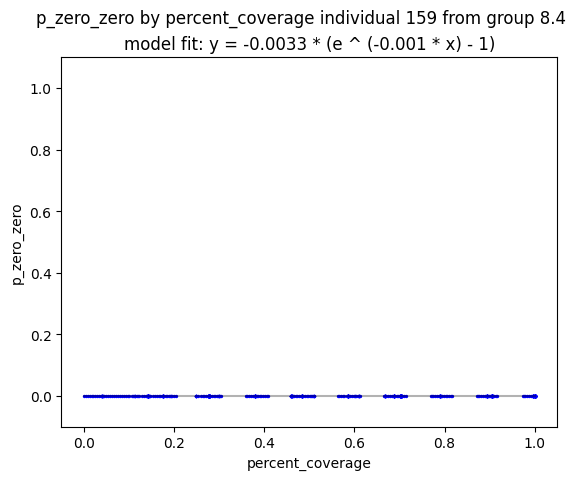 p_zero_zero by percent_coverage individual 159 from group 8.4
model fit: y = -0.0033 * (e ^ (-0.001 * x) - 1)
1.0
0.8
0.6
0.4
0.2
0.0
p_zero_zero
0.0 0.2 0.4 0.6 0.8 1.0
percent_coverage